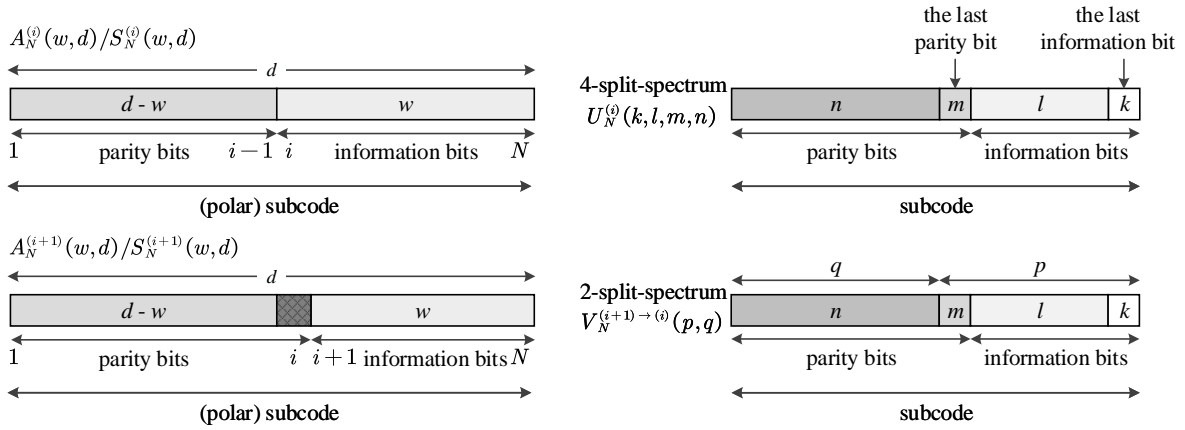 A_N^{(i)}(w,d)/S_N^{(i)}(w,d)
d
d - w
w
1
parity bits
i-1
i
information bits
N
(polar) subcode
A_N^{(i+1)}(w,d)/S_N^{(i+1)}(w,d)
d
d - w
w
1
parity bits
i
i+1
information bits
N
(polar) subcode
the last
parity bit
the last
information bit
4-split-spectrum
U_N^{(i)}(k,l,m,n)
n
m
l
k
parity bits
information bits
subcode
q
p
2-split-spectrum
V_N^{(i+1)→(i)}(p,q)
n
m
l
k
parity bits
information bits
subcode